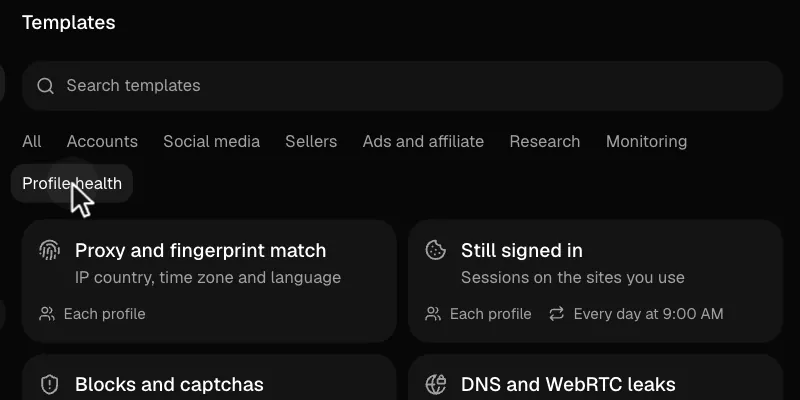 Templates
Search templates
All Accounts Social media Sellers Ads and affiliate Research Monitoring
Profile health
Proxy and fingerprint match
IP country, time zone and language
Each profile
Still signed in
Sessions on the sites you use
Each profile Every day at 9:00 AM
Blocks and captchas
DNS and WebRTC leaks